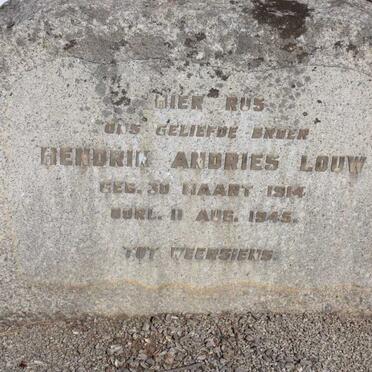 HIER RUS
ONS GELIEFDE BROER
HENDRIK ANDRIES LOUW
GEB. 30 MAART 1914
OORL. 11 AUG. 1945.
TOT WEERSIENS.